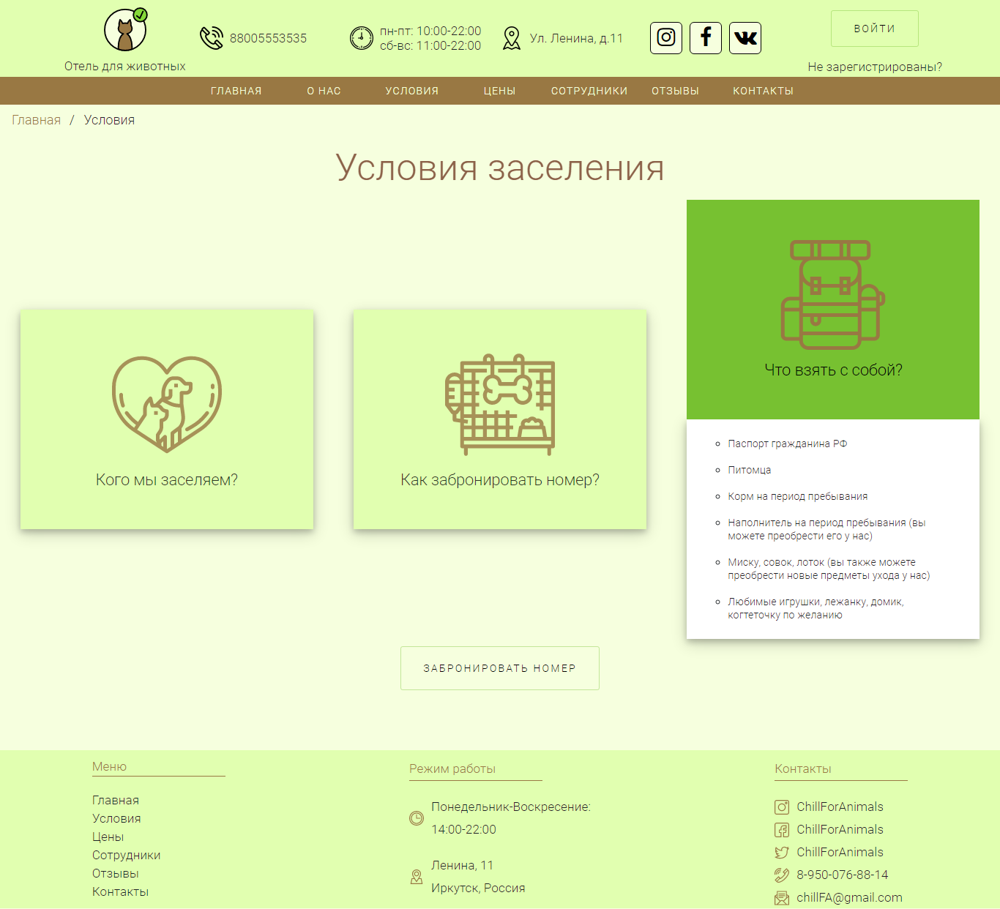 Отель для животных
88005553535
пн-пт: 10:00-22:00
сб-вс: 11:00-22:00
Ул. Ленина, д.11
ВОЙТИ
Не зарегистрированы?
ГЛАВНАЯ О НАС УСЛОВИЯ ЦЕНЫ СОТРУДНИКИ ОТЗЫВЫ КОНТАКТЫ
Главная / Условия
Условия заселения
Кого мы заселяем?
Как забронировать номер?
Что взять с собой?
Паспорт гражданина РФ
Питомца
Корм на период пребывания
Наполнитель на период пребывания (вы
можете преобрести его у нас)
Миску, совок, лоток (вы также можете
преобрести новые предметы ухода у нас)
Любимые игрушки, лежанку, домик,
когтеточку по желанию
ЗАБРОНИРОВАТЬ НОМЕР
Меню
Главная
Условия
Цены
Сотрудники
Отзывы
Контакты
Режим работы
Понедельник-Воскресение:
14:00-22:00
Ленина, 11
Иркутск, Россия
Контакты
ChillForAnimals
ChillForAnimals
ChillForAnimals
8-950-076-88-14
chillFA@gmail.com